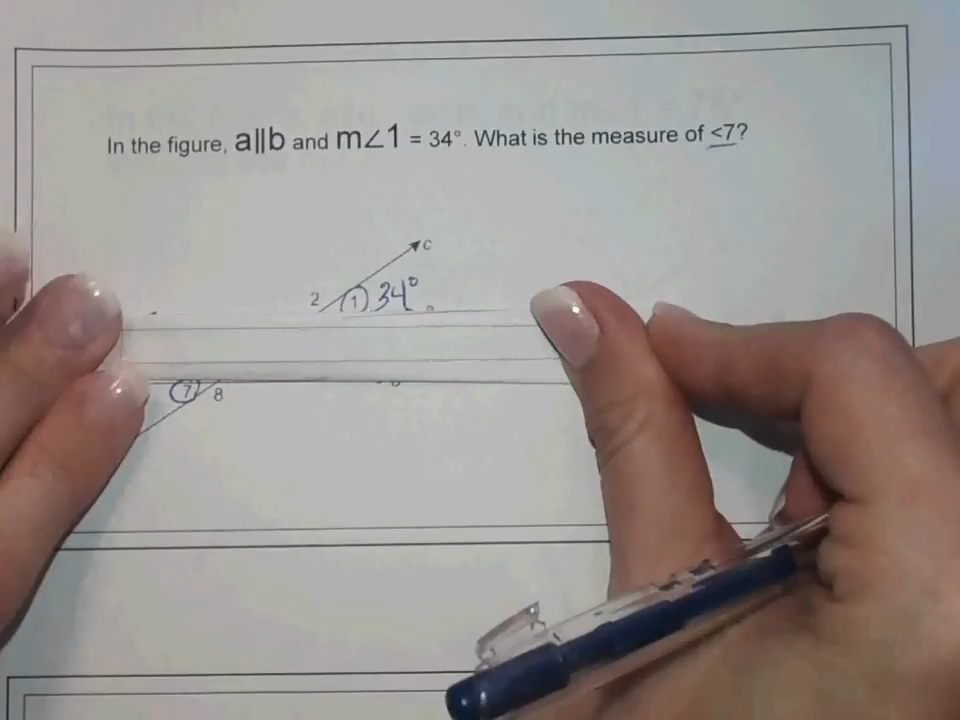 In the figure, a||b and m∠1 = 34°. What is the measure of <7?
c
2 1 34°
7 8